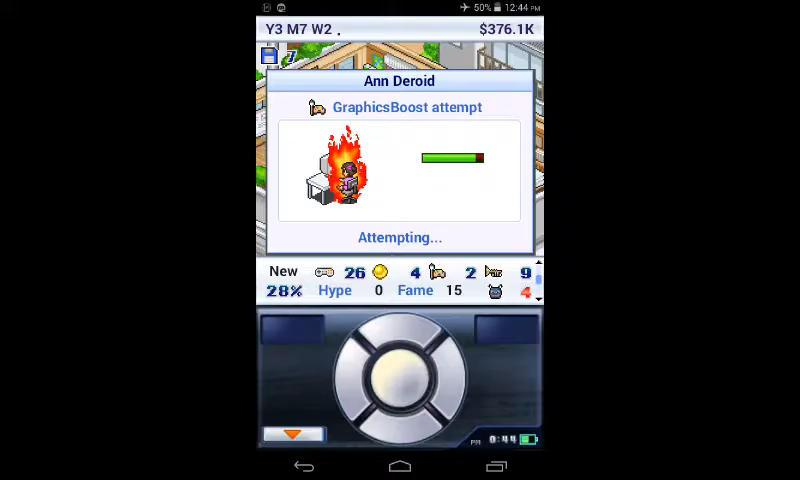 50% 12:44 PM
Y3 M7 W2 . $376.1K
7
Ann Deroid
GraphicsBoost attempt
Attempting...
New 26 4 2 9
28% Hype 0 Fame 15 4
PM 0:44